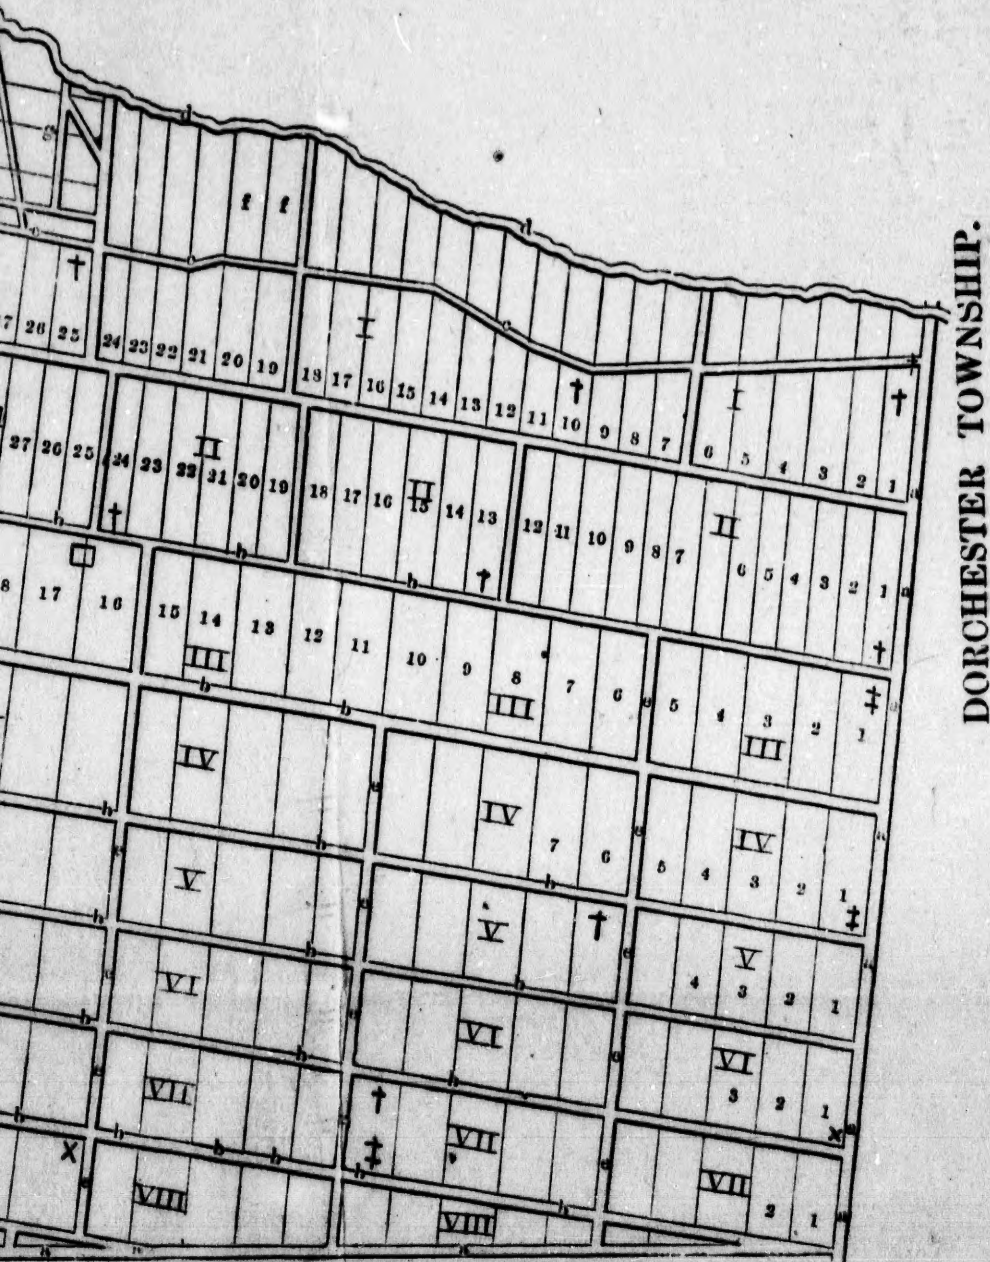 d
g
f f
d
c
c
c
I
7 26 25
24 23 22 21 20 19
18 17 16 15 14 13 12 11 10 9 8 7
I
6 5 4 3 2 1
a
DORCHESTER TOWNSHIP.
II
27 26 25
24 23 22 21 20 19
II
18 17 16 15 14 13
II
12 11 10 9 8 7 6 5 4 3 2 1
a
h h h
8 17 16
15 14 13 12 11 10 9 8 7 6
e
5 4 3 2 1
III
III
III
h h
IV
e
IV
7 6
e
IV
5 4 3 2 1
a
h h h
e
V
e
V
e
V
4 3 2 1
a
h h h
e
VI
e
VI
e
VI
3 2 1
x
a
h h h
e
VII
VII
e
VII
2 1
a
h h h h h h
x
e
VIII
VIII